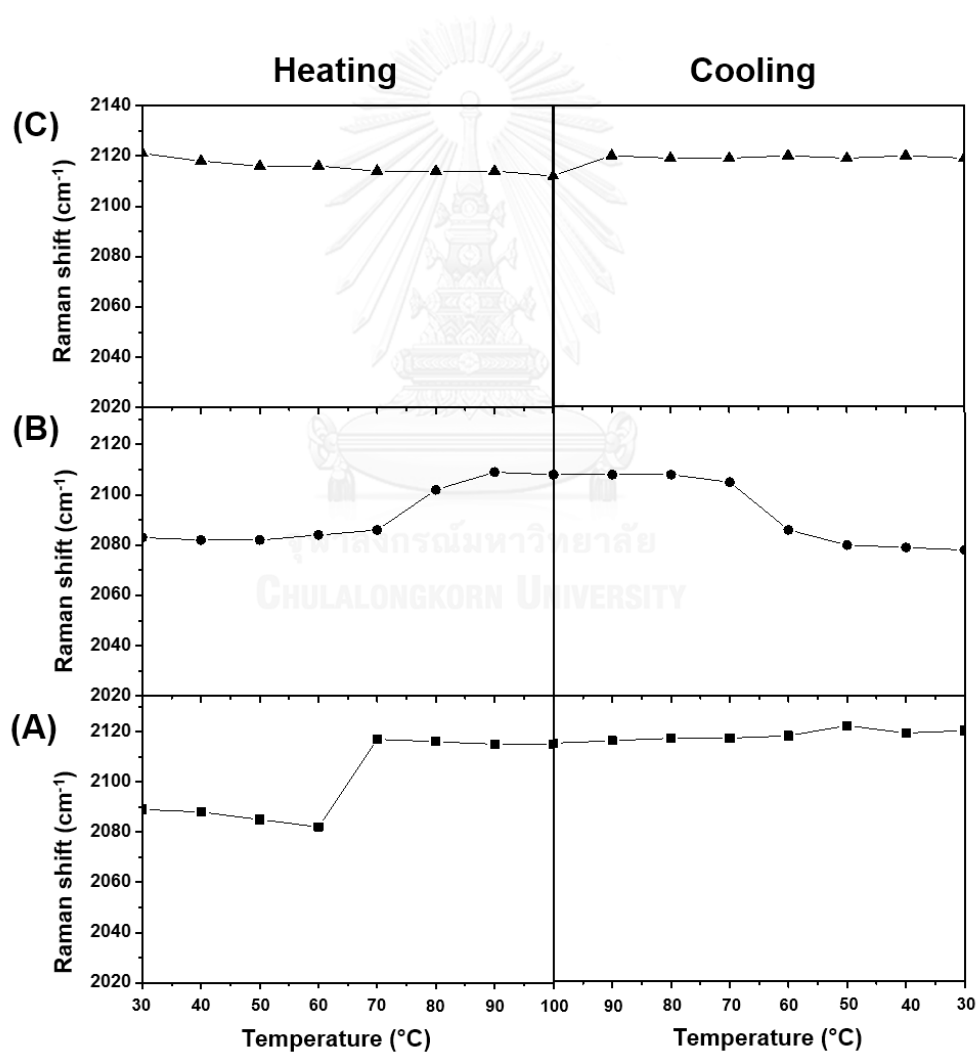 Heating Cooling
(C)
Raman shift (cm-1)
2140
2120
2100
2080
2060
2040
2020
(B)
Raman shift (cm-1)
2120
2100
2080
2060
2040
2020
จุฬาลงกรณ์มหาวิทยาลัย
CHULALONGKORN UNIVERSITY
(A)
Raman shift (cm-1)
2120
2100
2080
2060
2040
2020
30 40 50 60 70 80 90 100 90 80 70 60 50 40 30
Temperature (°C) Temperature (°C)